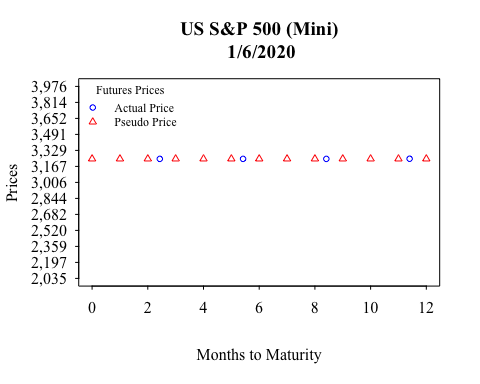 US S&P 500 (Mini)
1/6/2020
Futures Prices
Actual Price
Pseudo Price
Prices
3,976
3,814
3,652
3,491
3,329
3,167
3,006
2,844
2,682
2,520
2,359
2,197
2,035
0 2 4 6 8 10 12
Months to Maturity